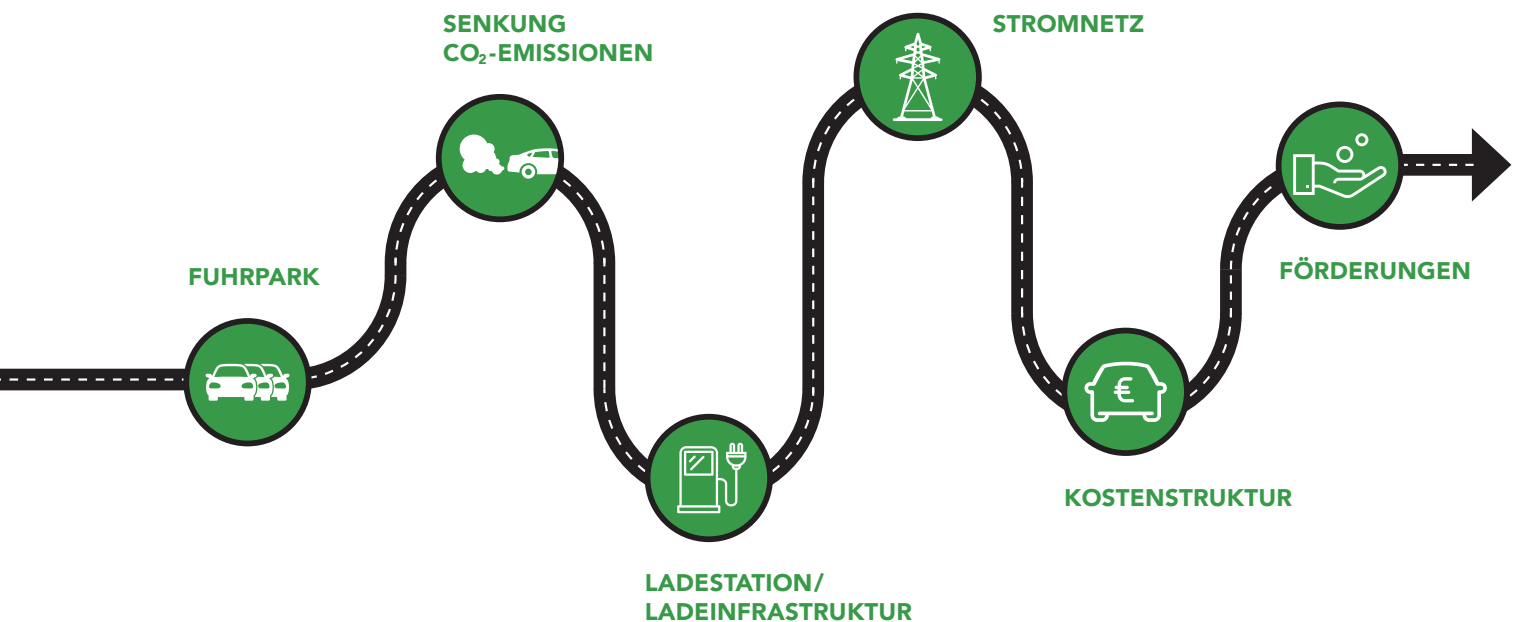 FUHRPARK
SENKUNG
CO₂-EMISSIONEN
LADESTATION/
LADEINFRASTRUKTUR
STROMNETZ
€
KOSTENSTRUKTUR
FÖRDERUNGEN